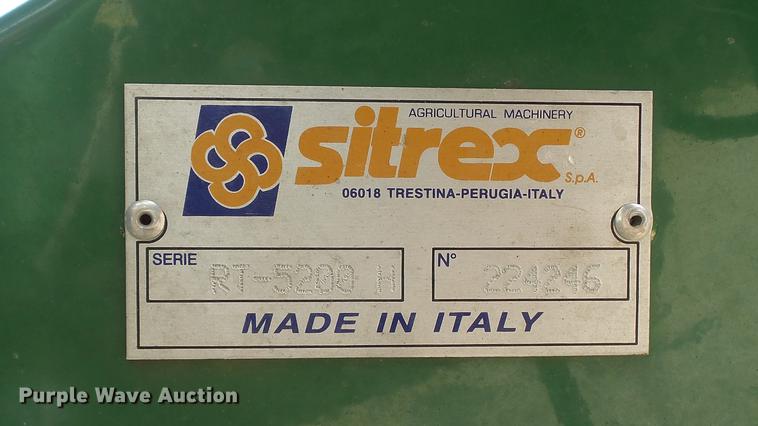 AGRICULTURAL MACHINERY
sitrex®
S.p.A.
06018 TRESTINA-PERUGIA-ITALY
SERIE RT-5200 H
N° 224246
MADE IN ITALY
Purple Wave Auction